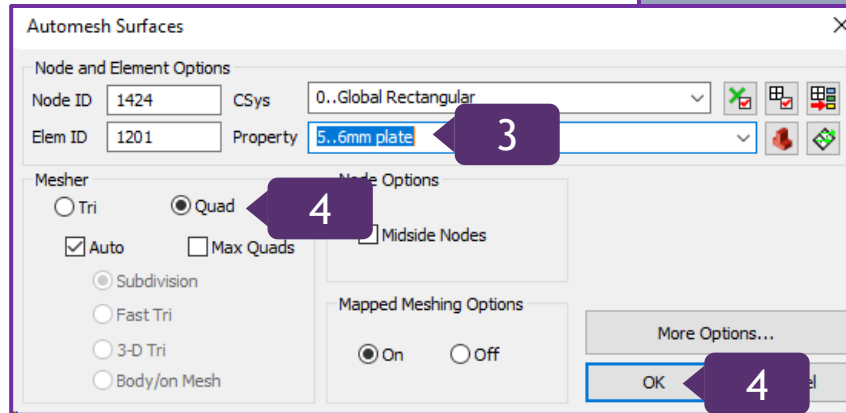 Automesh Surfaces
Node and Element Options
Node ID 1424 CSys 0..Global Rectangular
Elem ID 1201 Property 5..6mm plate 3
Mesher Node Options
Tri Quad 4
Auto Max Quads Midside Nodes
Subdivision
Fast Tri Mapped Meshing Options
3-D Tri On Off More Options...
Body/on Mesh OK 4